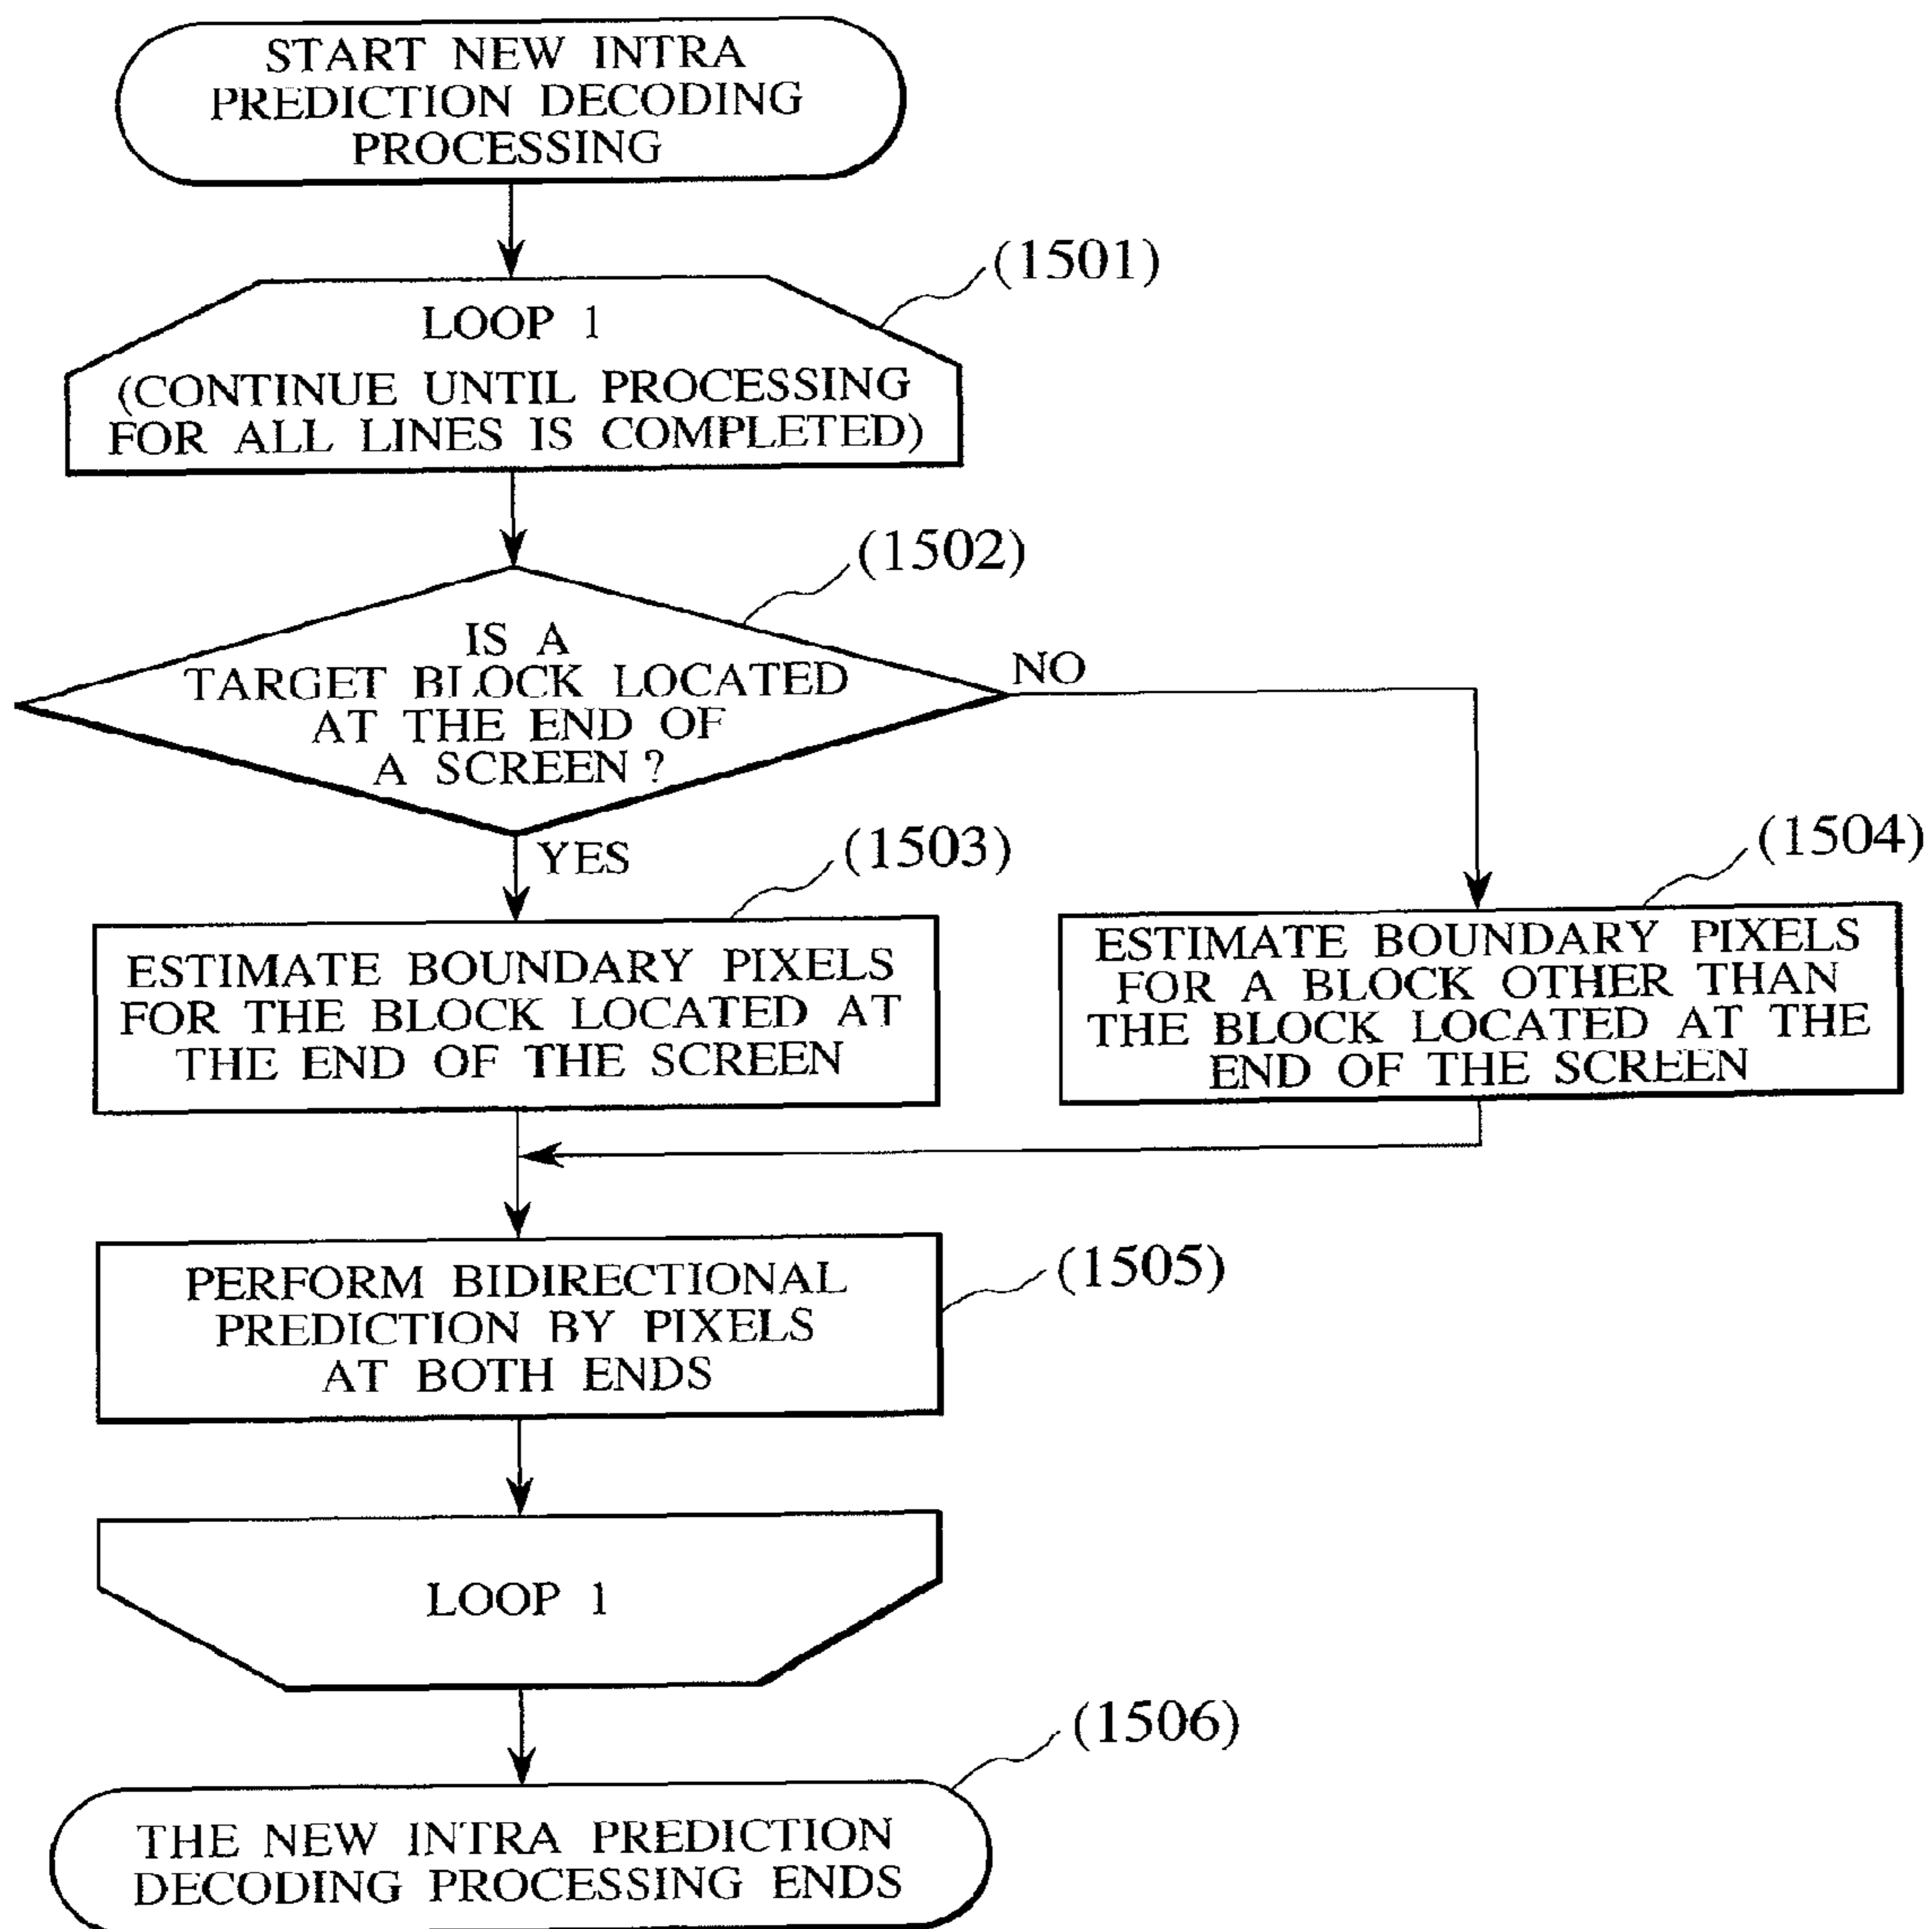 START NEW INTRA
PREDICTION DECODING
PROCESSING
(1501)
LOOP 1
(CONTINUE UNTIL PROCESSING
FOR ALL LINES IS COMPLETED)
(1502)
IS A
TARGET BLOCK LOCATED
AT THE END OF
A SCREEN?
NO
YES
(1503)
(1504)
ESTIMATE BOUNDARY PIXELS
FOR THE BLOCK LOCATED AT
THE END OF THE SCREEN
ESTIMATE BOUNDARY PIXELS
FOR A BLOCK OTHER THAN
THE BLOCK LOCATED AT THE
END OF THE SCREEN
PERFORM BIDIRECTIONAL
PREDICTION BY PIXELS
AT BOTH ENDS
(1505)
LOOP 1
(1506)
THE NEW INTRA PREDICTION
DECODING PROCESSING ENDS